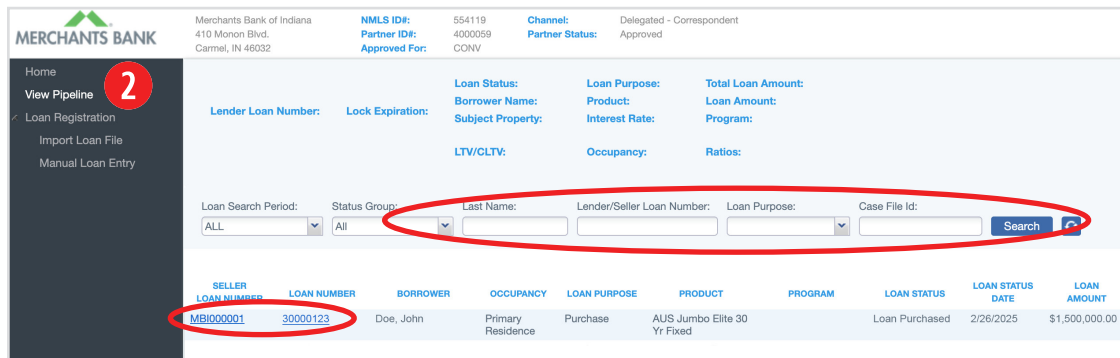 MERCHANTS BANK
Merchants Bank of Indiana
410 Monon Blvd.
Carmel, IN 46032
NMLS ID#: 554119
Partner ID#: 4000059
Approved For: CONV
Channel: Delegated - Correspondent
Partner Status: Approved
Home
View Pipeline
2
Loan Registration
Import Loan File
Manual Loan Entry
Lender Loan Number:
Lock Expiration:
Loan Status:
Borrower Name:
Subject Property:
LTV/CLTV:
Loan Purpose:
Product:
Interest Rate:
Occupancy:
Total Loan Amount:
Loan Amount:
Program:
Ratios:
Loan Search Period: Status Group: Last Name: Lender/Seller Loan Number: Loan Purpose: Case File Id:
ALL All Search
SELLER LOAN NUMBER LOAN NUMBER BORROWER OCCUPANCY LOAN PURPOSE PRODUCT PROGRAM LOAN STATUS LOAN STATUS DATE LOAN AMOUNT
MBI000001 30000123 Doe, John Primary Residence Purchase AUS Jumbo Elite 30 Yr Fixed Loan Purchased 2/26/2025 $1,500,000.00